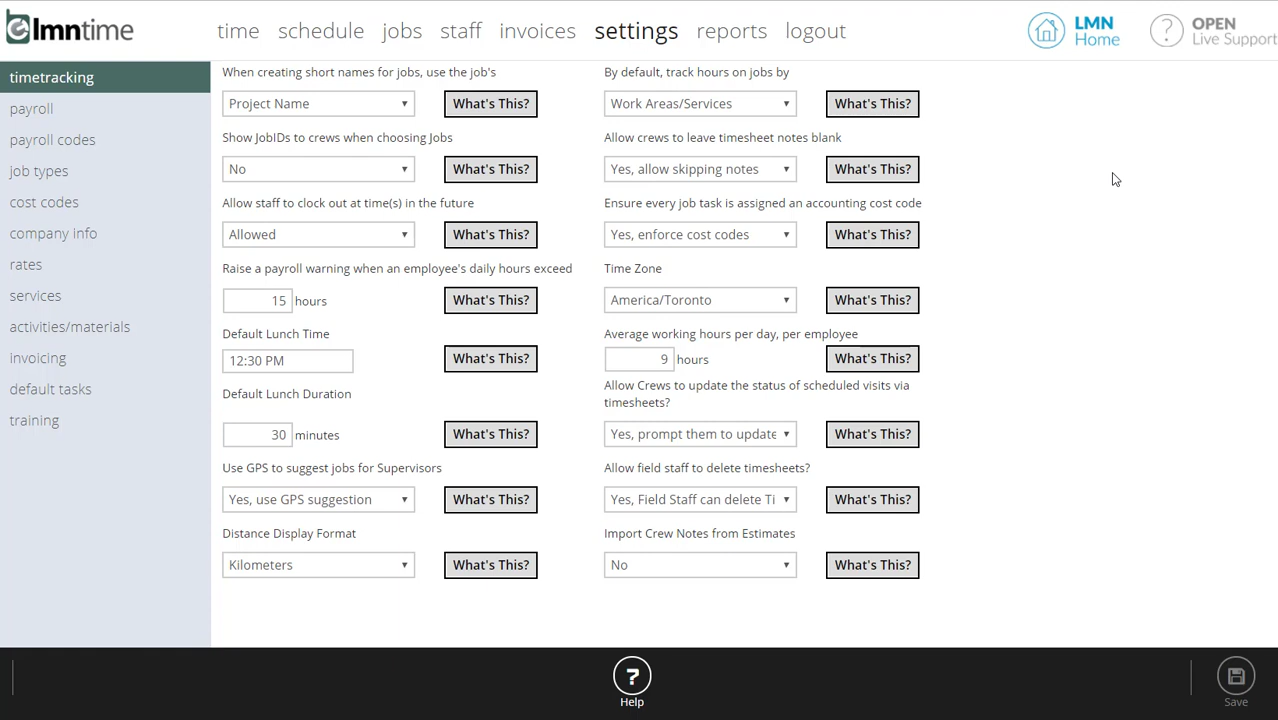 lmntime
time schedule jobs staff invoices settings reports logout
LMN
Home
?
OPEN
Live Support
timetracking
payroll
payroll codes
job types
cost codes
company info
rates
services
activities/materials
invoicing
default tasks
training
When creating short names for jobs, use the job's
Project Name
What's This?
By default, track hours on jobs by
Work Areas/Services
What's This?
Show JobIDs to crews when choosing Jobs
No
What's This?
Allow crews to leave timesheet notes blank
Yes, allow skipping notes
What's This?
Allow staff to clock out at time(s) in the future
Allowed
What's This?
Ensure every job task is assigned an accounting cost code
Yes, enforce cost codes
What's This?
Raise a payroll warning when an employee's daily hours exceed
15 hours
What's This?
Time Zone
America/Toronto
What's This?
Default Lunch Time
12:30 PM
What's This?
Average working hours per day, per employee
9 hours
What's This?
Default Lunch Duration
30 minutes
What's This?
Allow Crews to update the status of scheduled visits via
timesheets?
Yes, prompt them to update
What's This?
Use GPS to suggest jobs for Supervisors
Yes, use GPS suggestion
What's This?
Allow field staff to delete timesheets?
Yes, Field Staff can delete Ti
What's This?
Distance Display Format
Kilometers
What's This?
Import Crew Notes from Estimates
No
What's This?
?
Help
Save